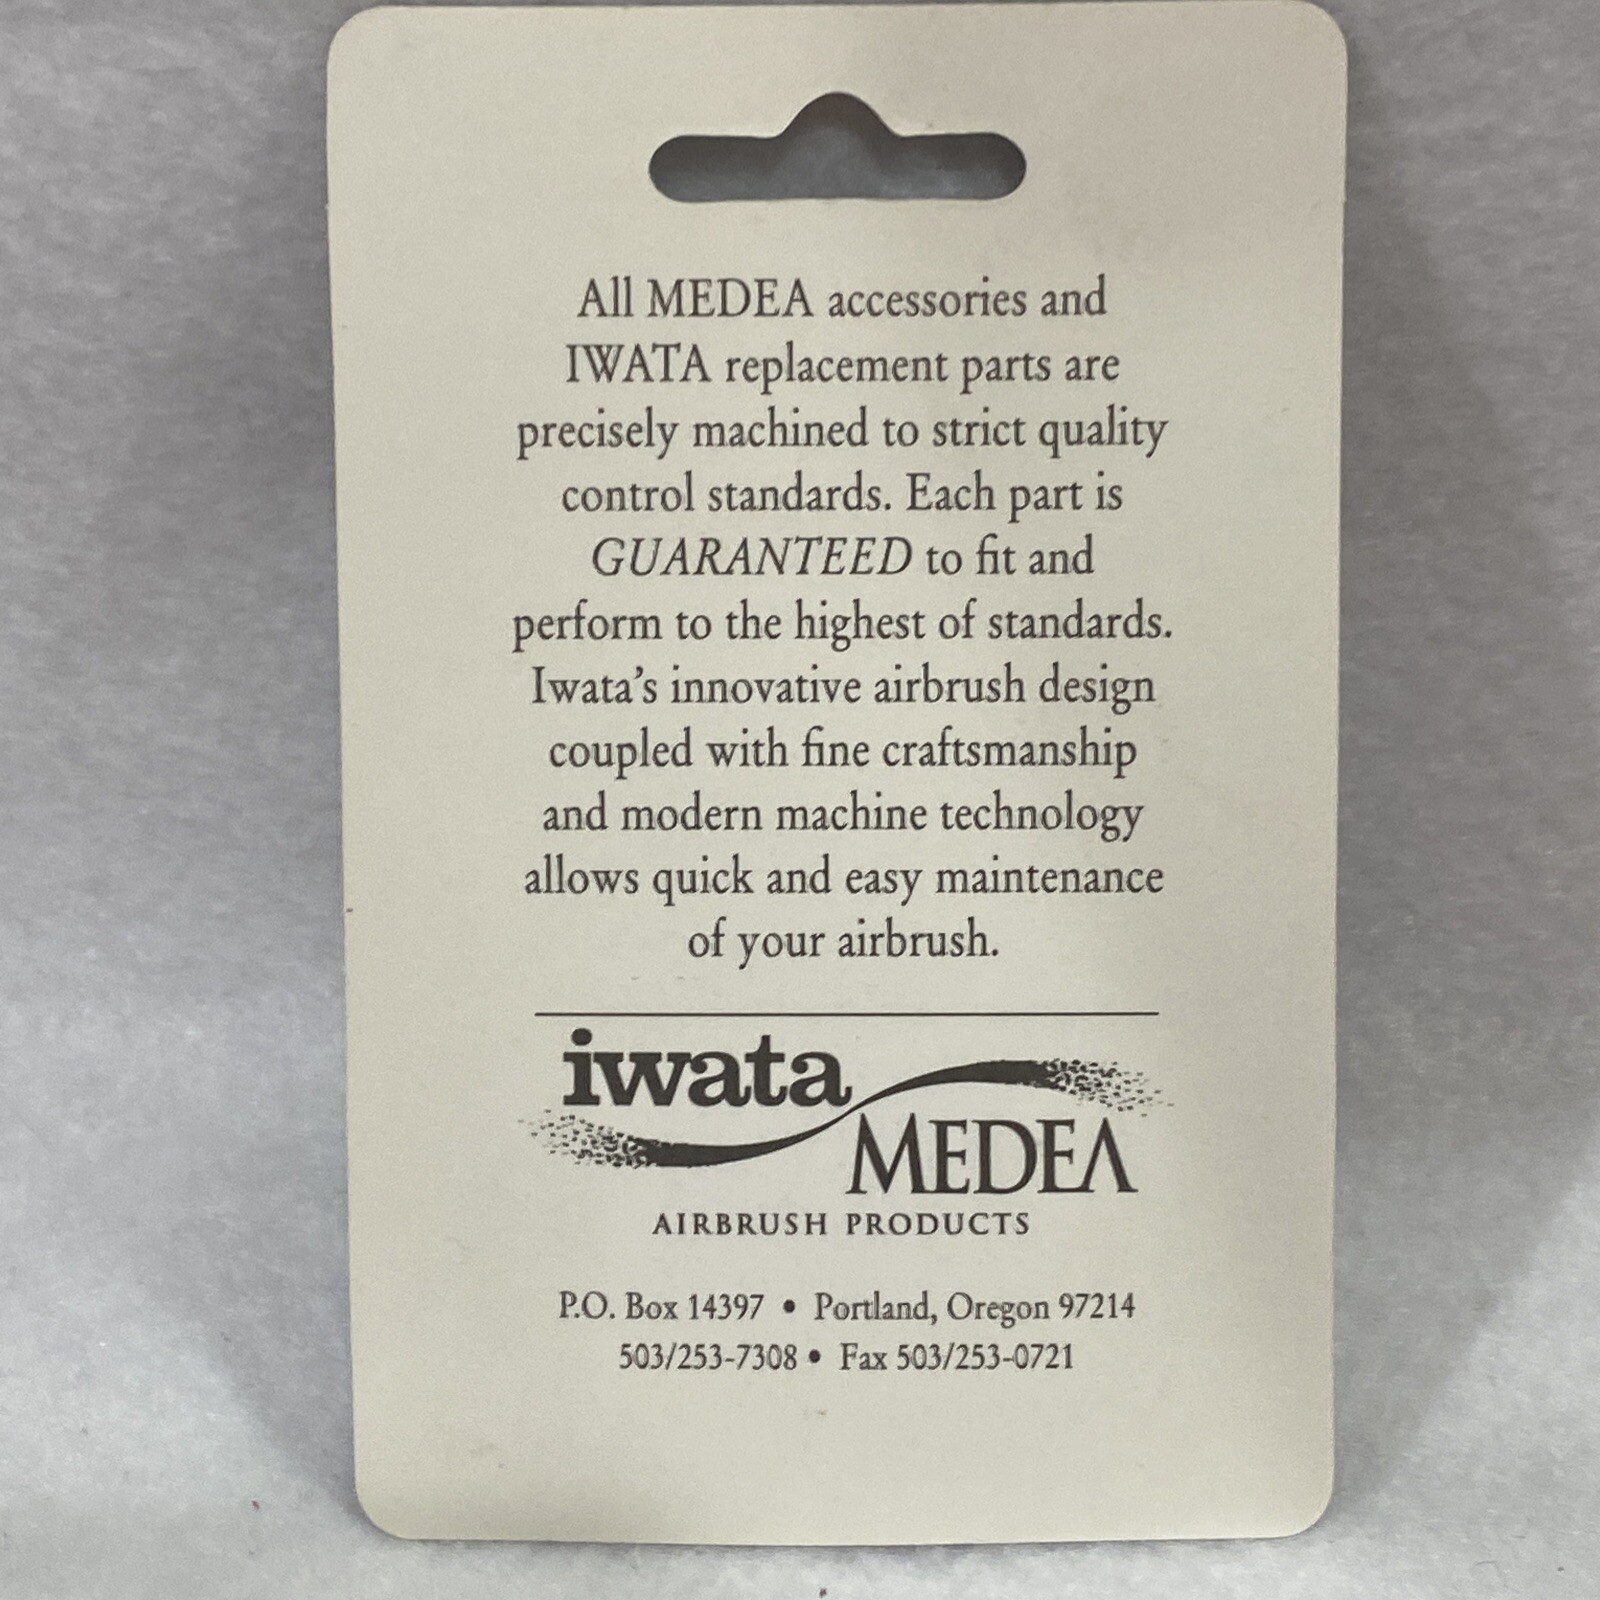 All MEDEA accessories and
IWATA replacement parts are
precisely machined to strict quality
control standards. Each part is
GUARANTEED to fit and
perform to the highest of standards.
Iwata's innovative airbrush design
coupled with fine craftsmanship
and modern machine technology
allows quick and easy maintenance
of your airbrush.
iwata
MEDEA
AIRBRUSH PRODUCTS
P.O. Box 14397 • Portland, Oregon 97214
503/253-7308 • Fax 503/253-0721